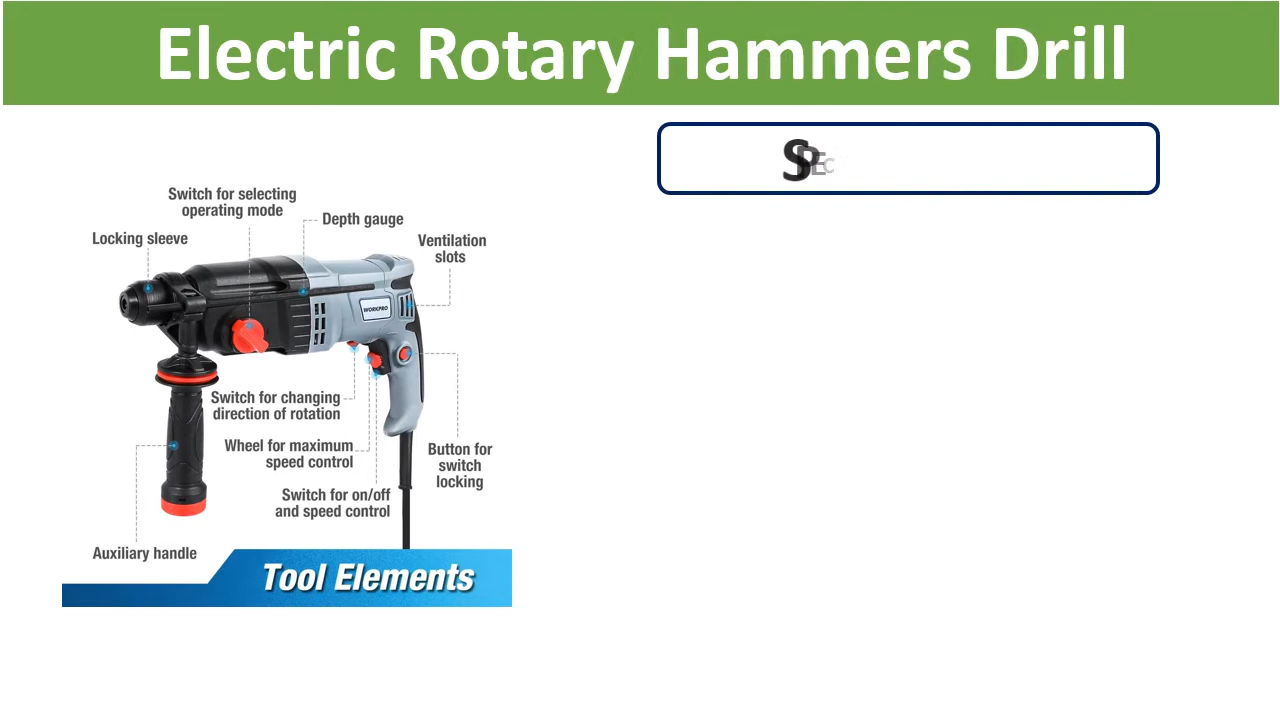 Electric Rotary Hammers Drill
SPEC
Switch for selecting
operating mode
Depth gauge
Locking sleeve
Ventilation
slots
WORKPRO
Switch for changing
direction of rotation
Wheel for maximum
speed control
Button for
switch
locking
Switch for on/off
and speed control
Auxiliary handle
Tool Elements